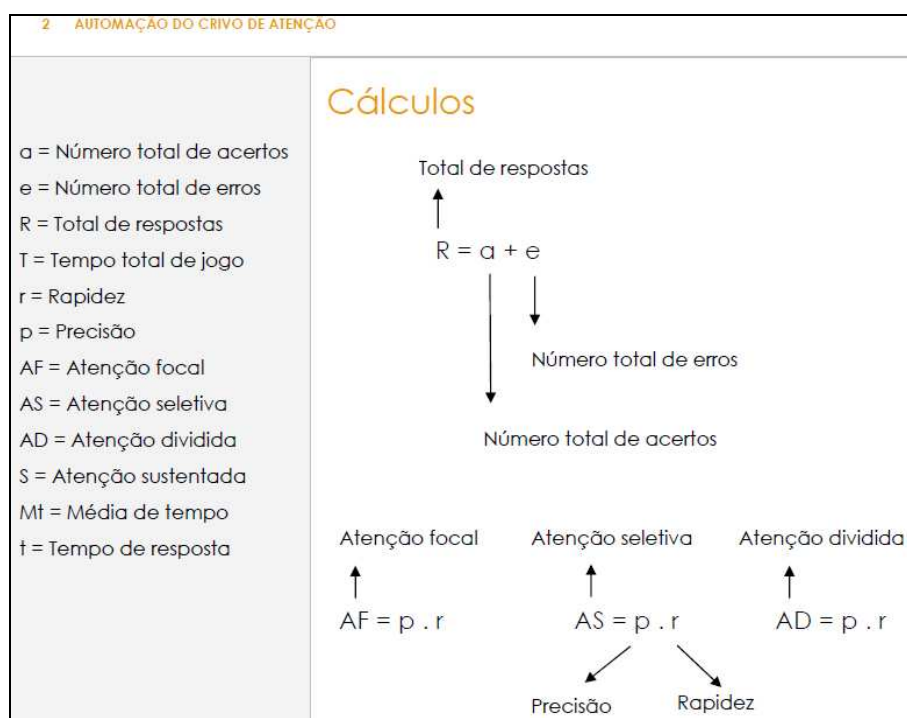 2 AUTOMAÇÃO DO CRIVO DE ATENÇÃO
a = Número total de acertos
e = Número total de erros
R = Total de respostas
T = Tempo total de jogo
r = Rapidez
p = Precisão
AF = Atenção focal
AS = Atenção seletiva
AD = Atenção dividida
S = Atenção sustentada
Mt = Média de tempo
t = Tempo de resposta
Cálculos
Total de respostas
R = a + e
Número total de erros
Número total de acertos
Atenção focal Atenção seletiva Atenção dividida
AF = p . r AS = p . r AD = p . r
Precisão Rapidez